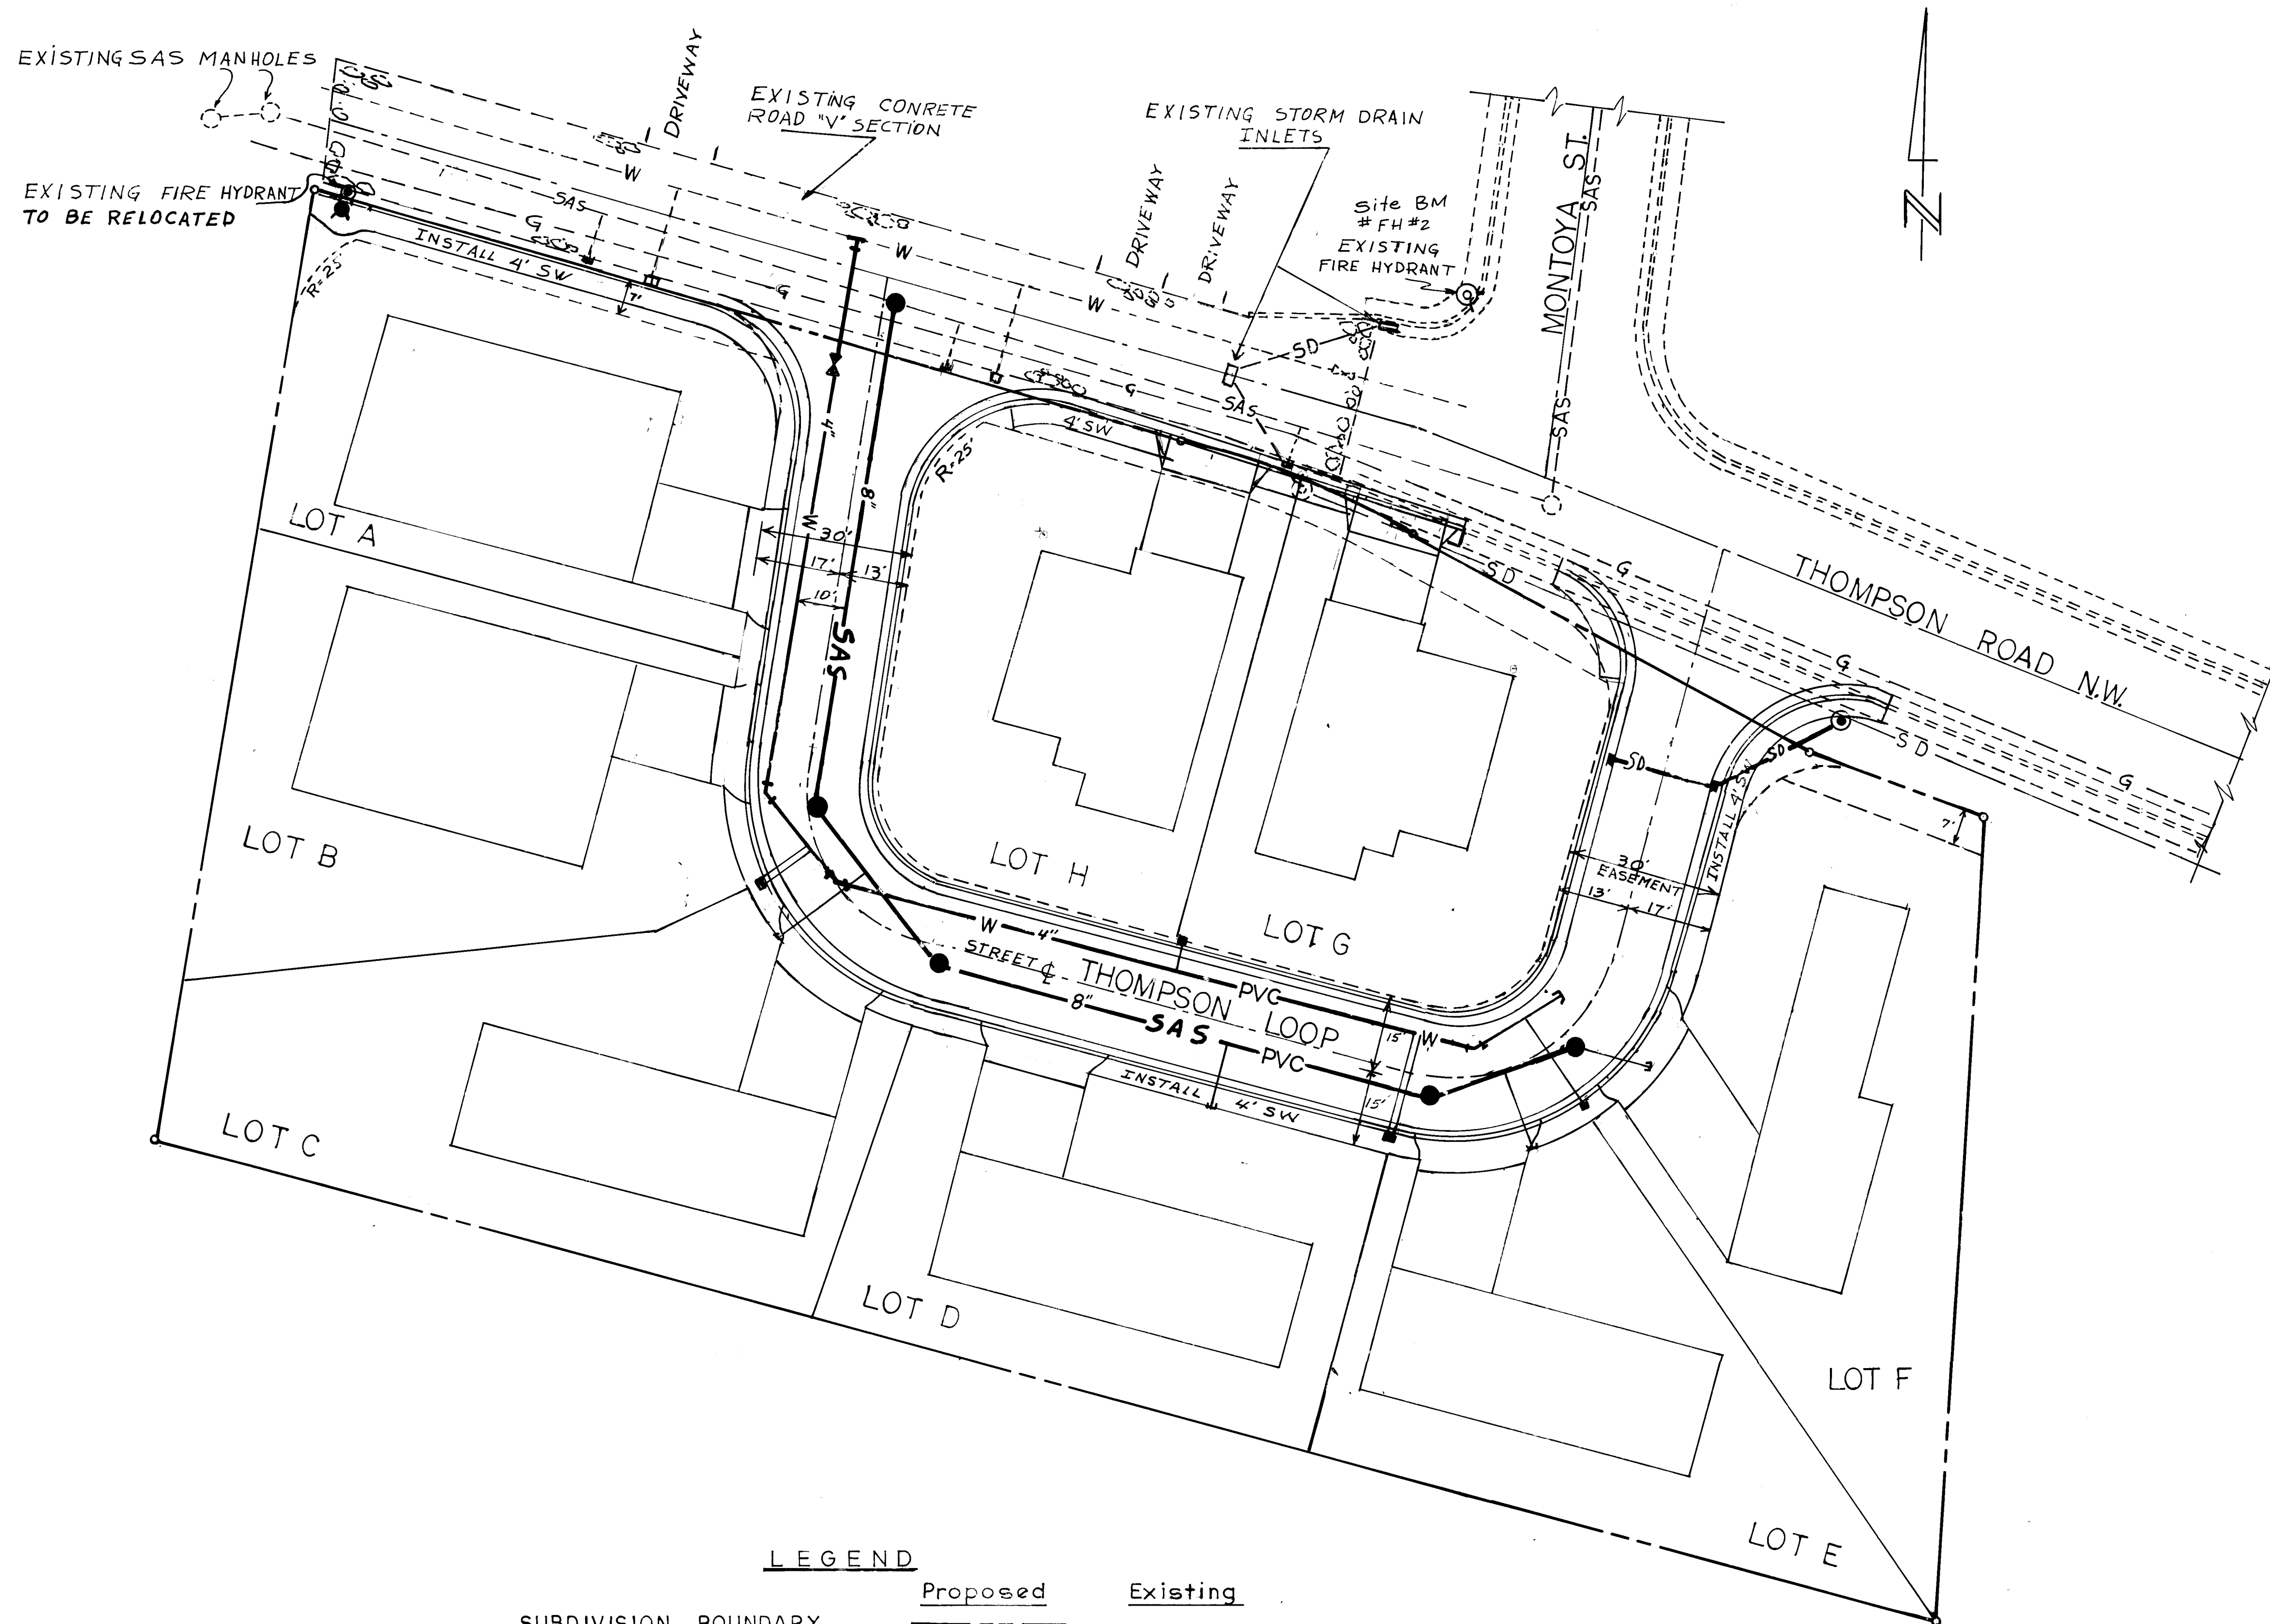 EXISTING SAS MANHOLES
DRIVEWAY
EXISTING CONRETE
ROAD "V" SECTION
EXISTING STORM DRAIN
INLETS
MONTOYA ST.
SAS
SAS
N
EXISTING FIRE HYDRANT
TO BE RELOCATED
W
SAS
G
INSTALL 4' SW
7'
R=25'
W
G
W
DRIVEWAY
DRIVEWAY
Site BM
# FH #2
EXISTING
FIRE HYDRANT
SD
G
SAS
4' SW
R=25'
4"
8"
W
30'
17'
13'
10'
SAS
LOT A
LOT B
LOT H
LOT G
SD
G
THOMPSON ROAD N.W.
G
SD
G
SD
SD
INSTALL 4' SW
7'
30'
EASEMENT
13'
17'
W
4"
PVC
W
STREET ℄
THOMPSON LOOP
8"
SAS
PVC
15'
15'
INSTALL 4' SW
LOT C
LOT D
LOT F
LOT E
LEGEND
Proposed Existing
SUBDIVISION BOUNDARY